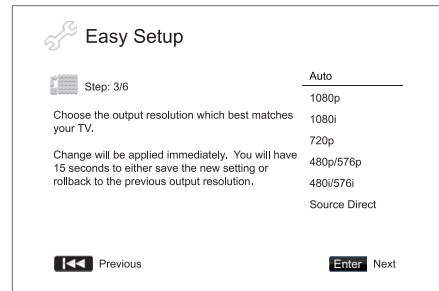 Easy Setup
Step: 3/6
Choose the output resolution which best matches
your TV.
Change will be applied immediately. You will have
15 seconds to either save the new setting or
rollback to the previous output resolution.
Auto
1080p
1080i
720p
480p/576p
480i/576i
Source Direct
Previous
Enter Next